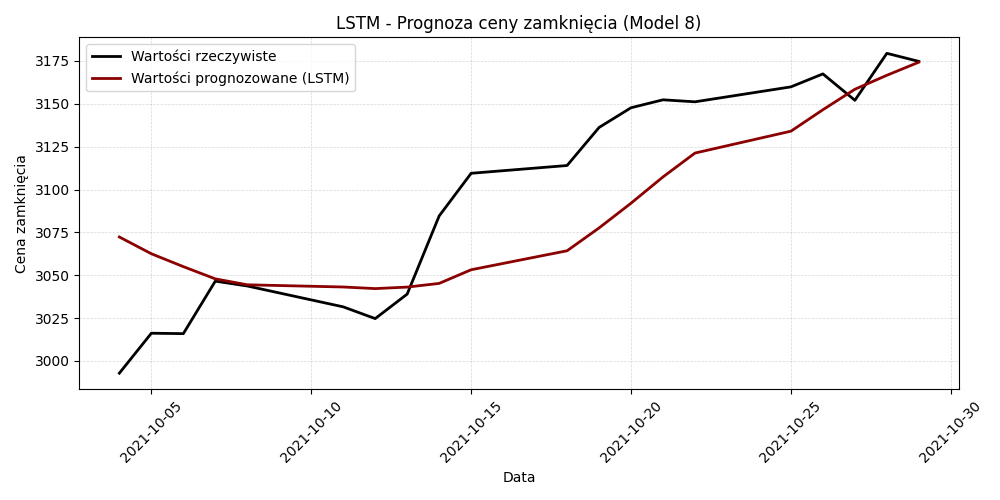 LSTM - Prognoza ceny zamknięcia (Model 8)
Wartości rzeczywiste
Wartości prognozowane (LSTM)
Cena zamknięcia
3175
3150
3125
3100
3075
3050
3025
3000
2021-10-05
2021-10-10
2021-10-15
2021-10-20
2021-10-25
2021-10-30
Data